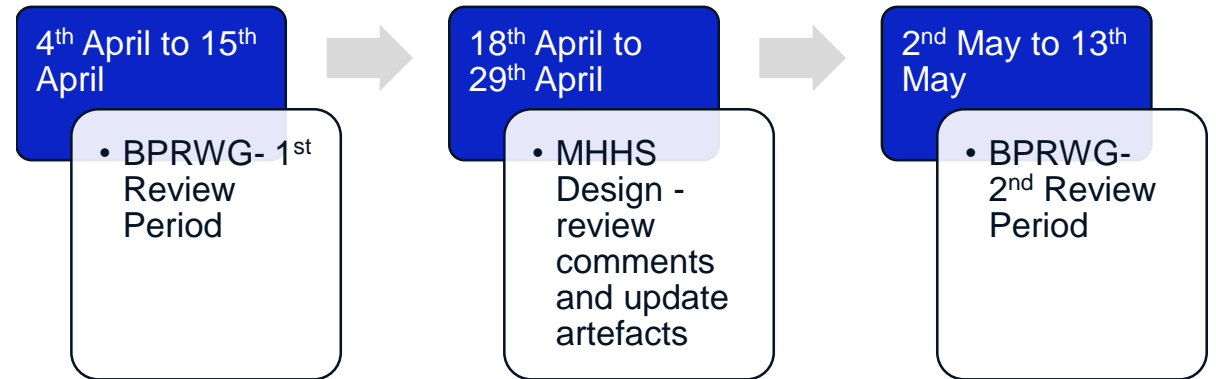 4th April to 15th
April
• BPRWG- 1st
Review
Period
18th April to
29th April
• MHHS
Design -
review
comments
and update
artefacts
2nd May to 13th
May
• BPRWG-
2nd Review
Period